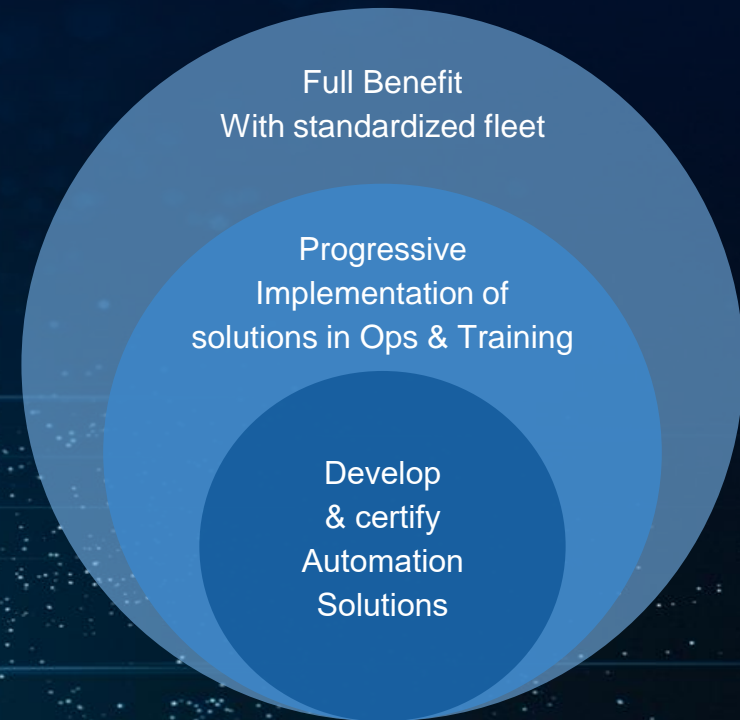 Full Benefit
With standardized fleet
Progressive
Implementation of
solutions in Ops & Training
Develop
& certify
Automation
Solutions